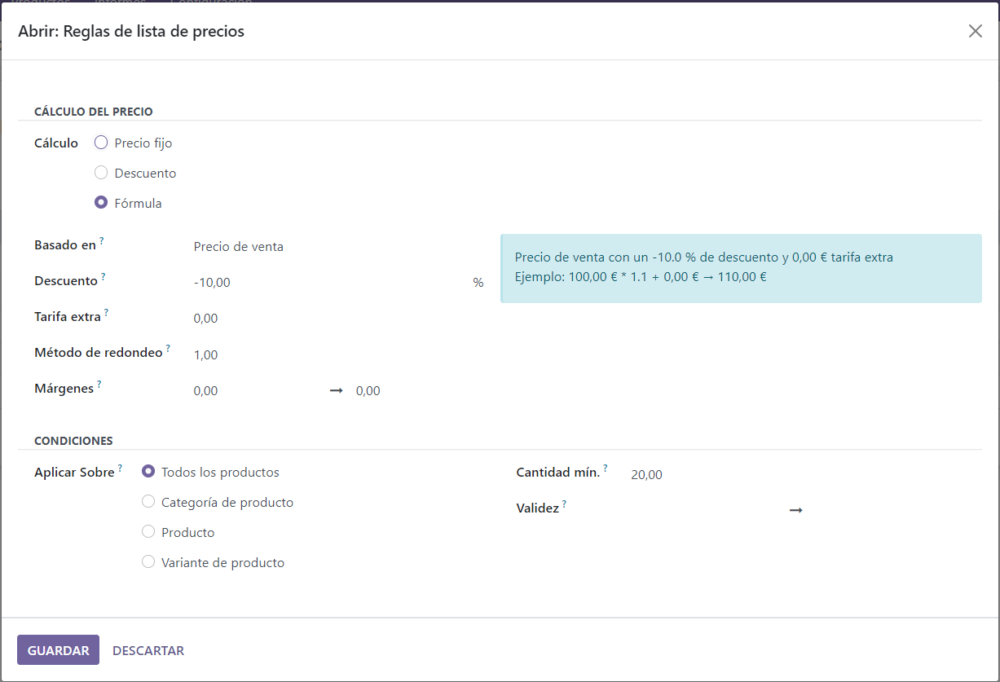 Productos Informes Configuración
Abrir: Reglas de lista de precios
CÁLCULO DEL PRECIO
Cálculo
Precio fijo
Descuento
Fórmula
Basado en ? Precio de venta
Descuento ? -10,00 %
Tarifa extra ? 0,00
Método de redondeo ? 1,00
Márgenes ? 0,00 → 0,00
Precio de venta con un -10.0 % de descuento y 0,00 € tarifa extra
Ejemplo: 100,00 € * 1.1 + 0,00 € → 110,00 €
CONDICIONES
Aplicar Sobre ?
Todos los productos
Categoría de producto
Producto
Variante de producto
Cantidad mín. ? 20,00
Validez ? →
GUARDAR DESCARTAR